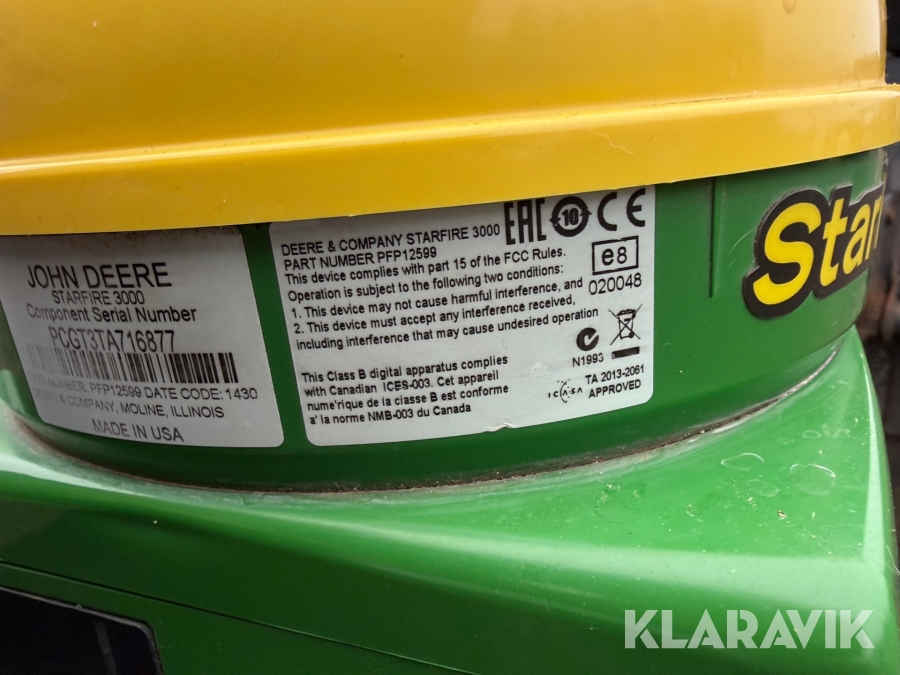 JOHN DEERE
STARFIRE 3000
Component Serial Number
PCGT3TA716877
NUMBER. PFP12599 DATE CODE: 1430
& COMPANY, MOLINE, ILLINOIS
MADE IN USA
DEERE & COMPANY STARFIRE 3000
PART NUMBER PFP12599
This device complies with part 15 of the FCC Rules.
Operation is subject to the following two conditions:
1. This device may not cause harmful interference, and
2. This device must accept any interference received,
including interference that may cause undesired operation
This Class B digital apparatus complies
with Canadian ICES-003. Cet appareil
nume'rique de la classe B est conforme
a' la norme NMB-003 du Canada
EAC 10 CE
e8
020048
N1993
ICASA TA 2013-2061
APPROVED
Star
KLARAVIK